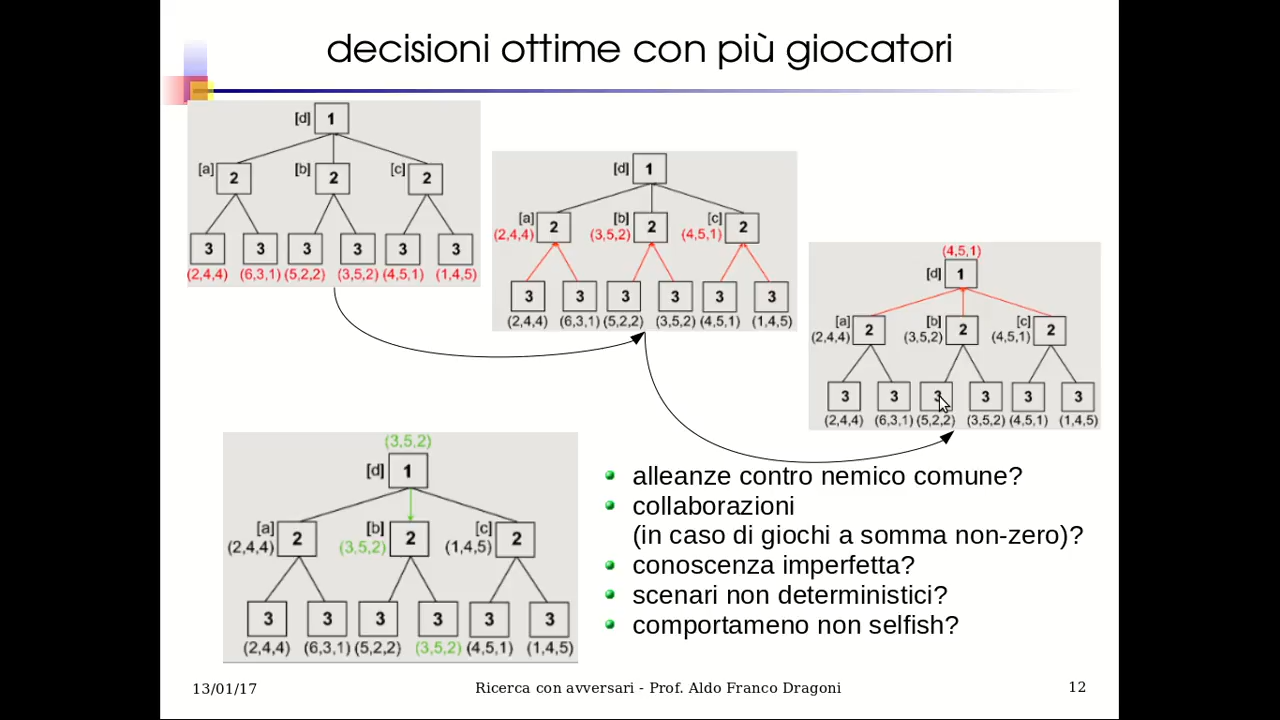 decisioni ottime con più giocatori
[d] 1
[a] 2 [b] 2 [c] 2
3 3 3 3 3 3
(2,4,4) (6,3,1) (5,2,2) (3,5,2) (4,5,1) (1,4,5)
[d] 1
[a] 2 [b] 2 [c] 2
(2,4,4) (3,5,2) (4,5,1)
3 3 3 3 3 3
(2,4,4) (6,3,1) (5,2,2) (3,5,2) (4,5,1) (1,4,5)
(4,5,1)
[d] 1
[a] 2 [b] 2 [c] 2
(2,4,4) (3,5,2) (4,5,1)
3 3 3 3 3 3
(2,4,4) (6,3,1) (5,2,2) (3,5,2) (4,5,1) (1,4,5)
(3,5,2)
[d] 1
[a] 2 [b] 2 [c] 2
(2,4,4) (3,5,2) (1,4,5)
3 3 3 3 3 3
(2,4,4) (6,3,1) (5,2,2) (3,5,2) (4,5,1) (1,4,5)
alleanze contro nemico comune?
collaborazioni
(in caso di giochi a somma non-zero)?
conoscenza imperfetta?
scenari non deterministici?
comportameno non selfish?
13/01/17 Ricerca con avversari - Prof. Aldo Franco Dragoni 12